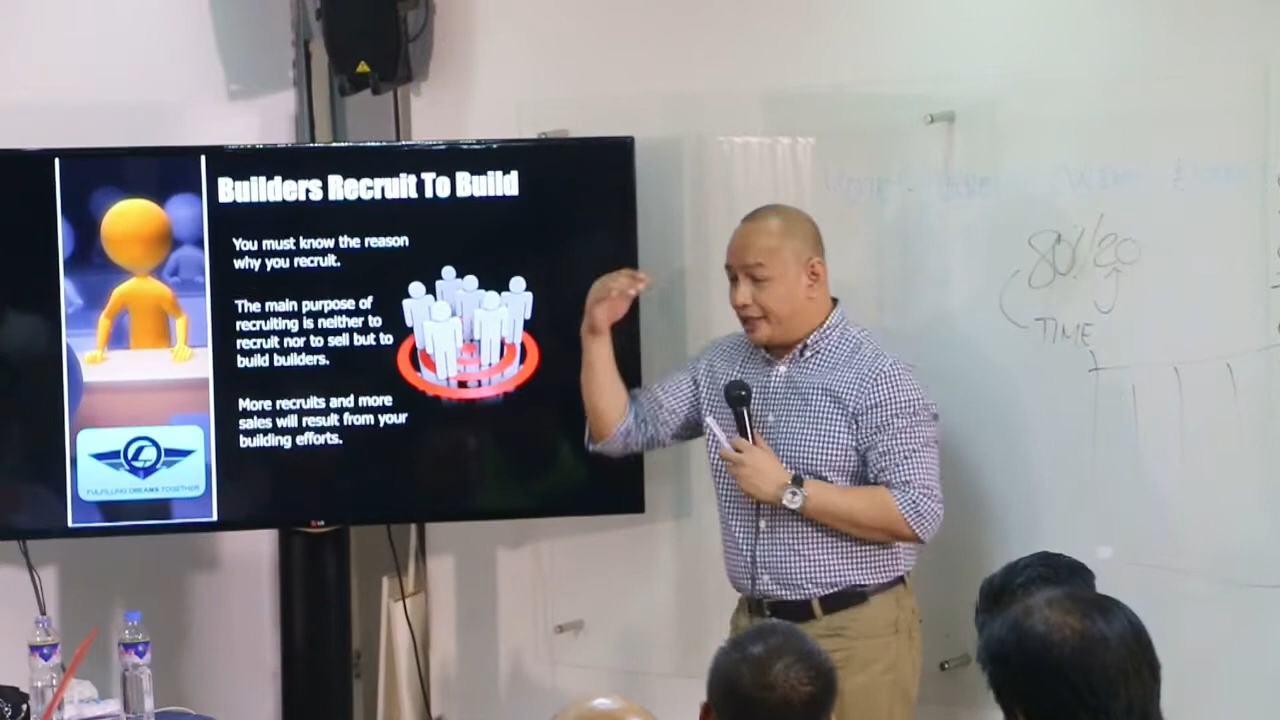 Builders Recruit To Build
You must know the reason
why you recruit.
The main purpose of
recruiting is neither to
recruit nor to sell but to
build builders.
More recruits and more
sales will result from your
building efforts.
FULFILLING DREAMS TOGETHER
LG
80/20
TIME